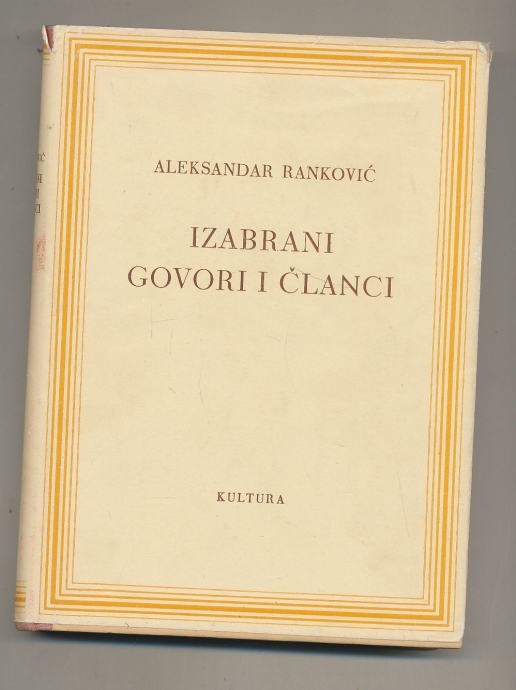 ALEKSANDAR RANKOVIĆ
IZABRANI
GOVORI I ČLANCI
KULTURA